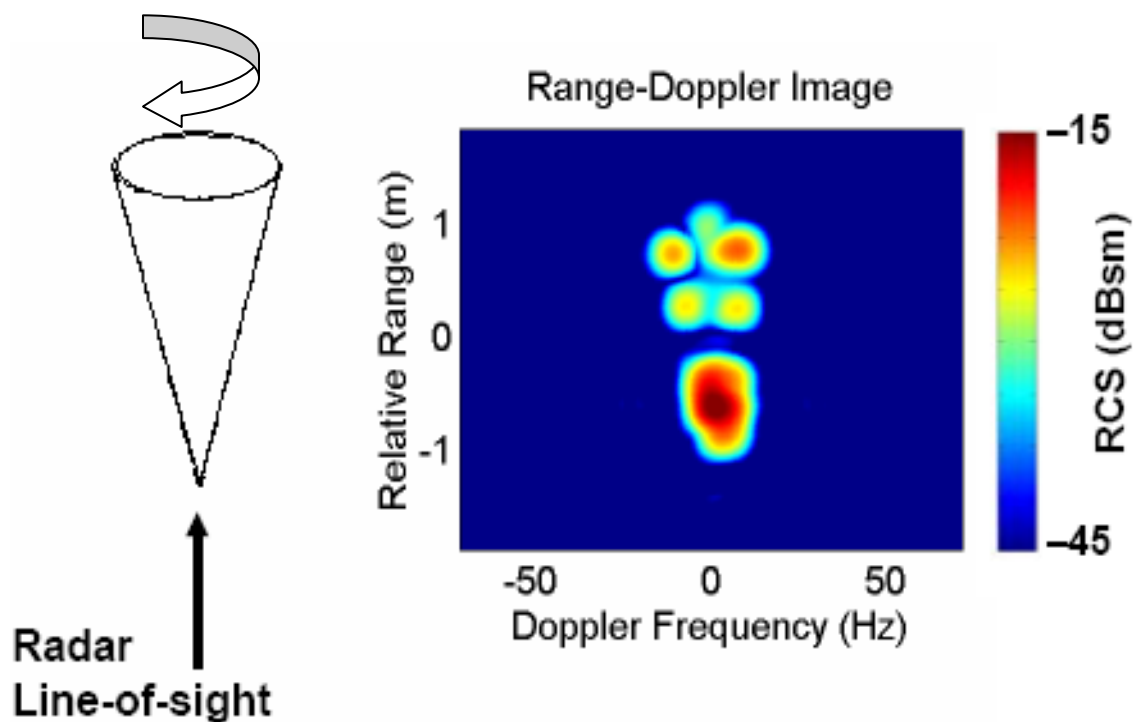 Range-Doppler Image
Relative Range (m)
1
0
-1
-50 0 50
Doppler Frequency (Hz)
–15
RCS (dBsm)
–45
Radar
Line-of-sight